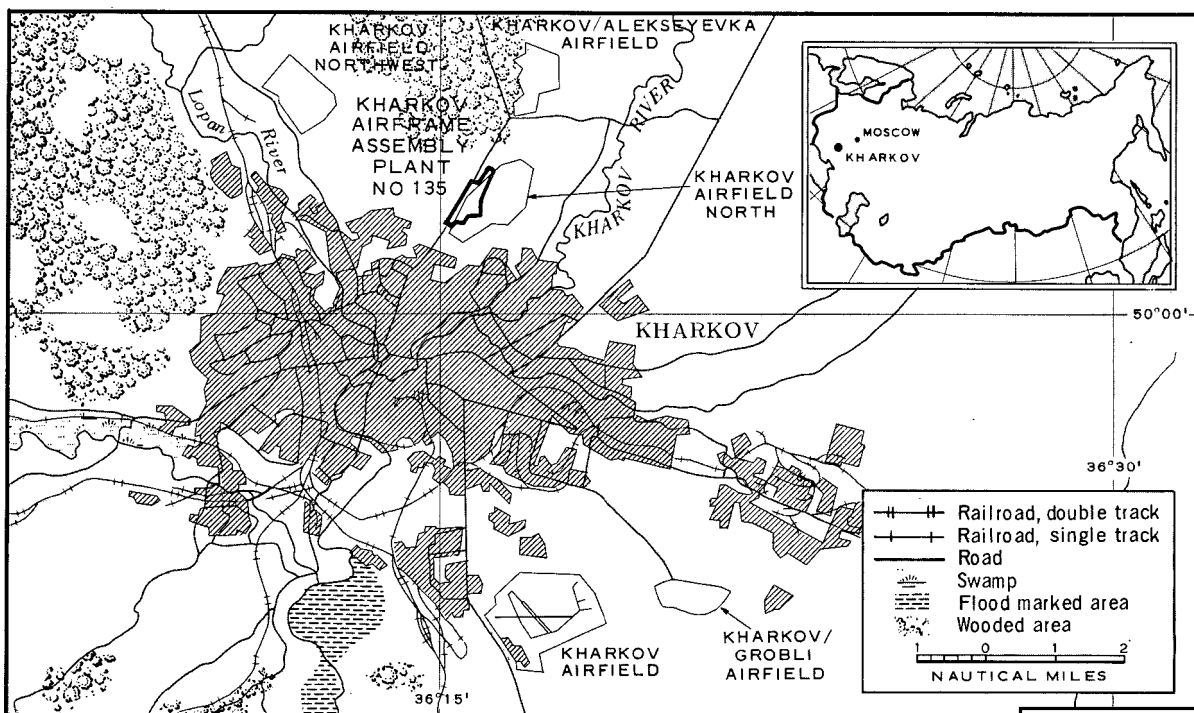 KHARKOV
AIRFIELD
NORTHWEST
KHARKOV/ALEKSEYEVKA
AIRFIELD
Lopan
River
KHARKOV
AIRFRAME
ASSEMBLY
PLANT
NO 135
KHARKOV
RIVER
KHARKOV
AIRFIELD
NORTH
MOSCOW
KHARKOV
KHARKOV
50°00'
36°30'
Railroad, double track
Railroad, single track
Road
Swamp
Flood marked area
Wooded area
1 0 1 2
NAUTICAL MILES
KHARKOV
AIRFIELD
KHARKOV/
GROBLI
AIRFIELD
36°15'